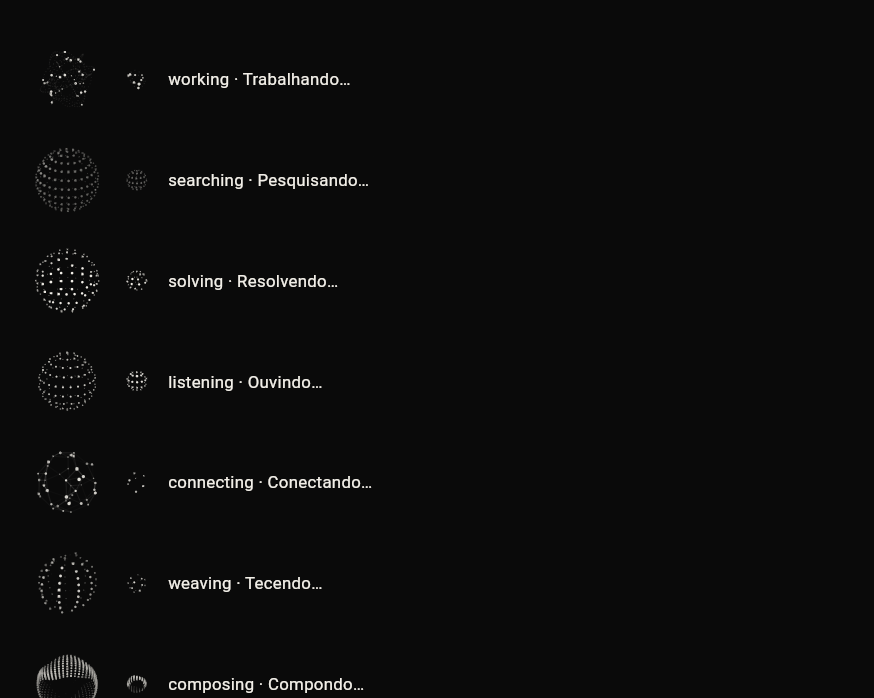 working · Trabalhando…
searching · Pesquisando…
solving · Resolvendo…
listening · Ouvindo…
connecting · Conectando…
weaving · Tecendo…
composing · Compondo…